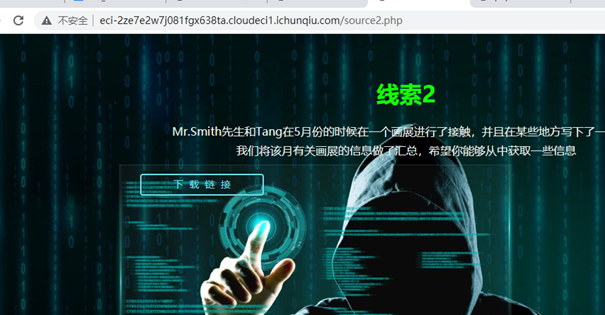 不安全
eci-2ze7e2w7j081fgx638ta.cloudeci1.ichunqiu.com/source2.php
线索2
Mr.Smith先生和Tang在5月份的时候在一个画展进行了接触，并且在某些地方写下了一
我们将该月有关画展的信息做了汇总，希望你能够从中获取一些信息
下载链接